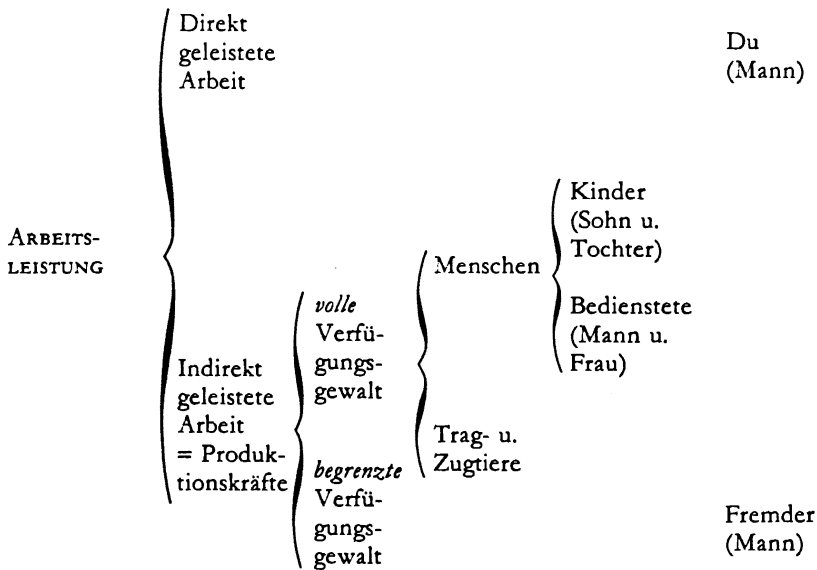 Direkt
geleistete
Arbeit
Du
(Mann)
ARBEITS-
LEISTUNG
Indirekt
geleistete
Arbeit
= Produk-
tionskräfte
volle
Verfü-
gungs-
gewalt
begrenzte
Verfü-
gungs-
gewalt
Menschen
Trag- u.
Zugtiere
Kinder
(Sohn u.
Tochter)
Bedienstete
(Mann u.
Frau)
Fremder
(Mann)